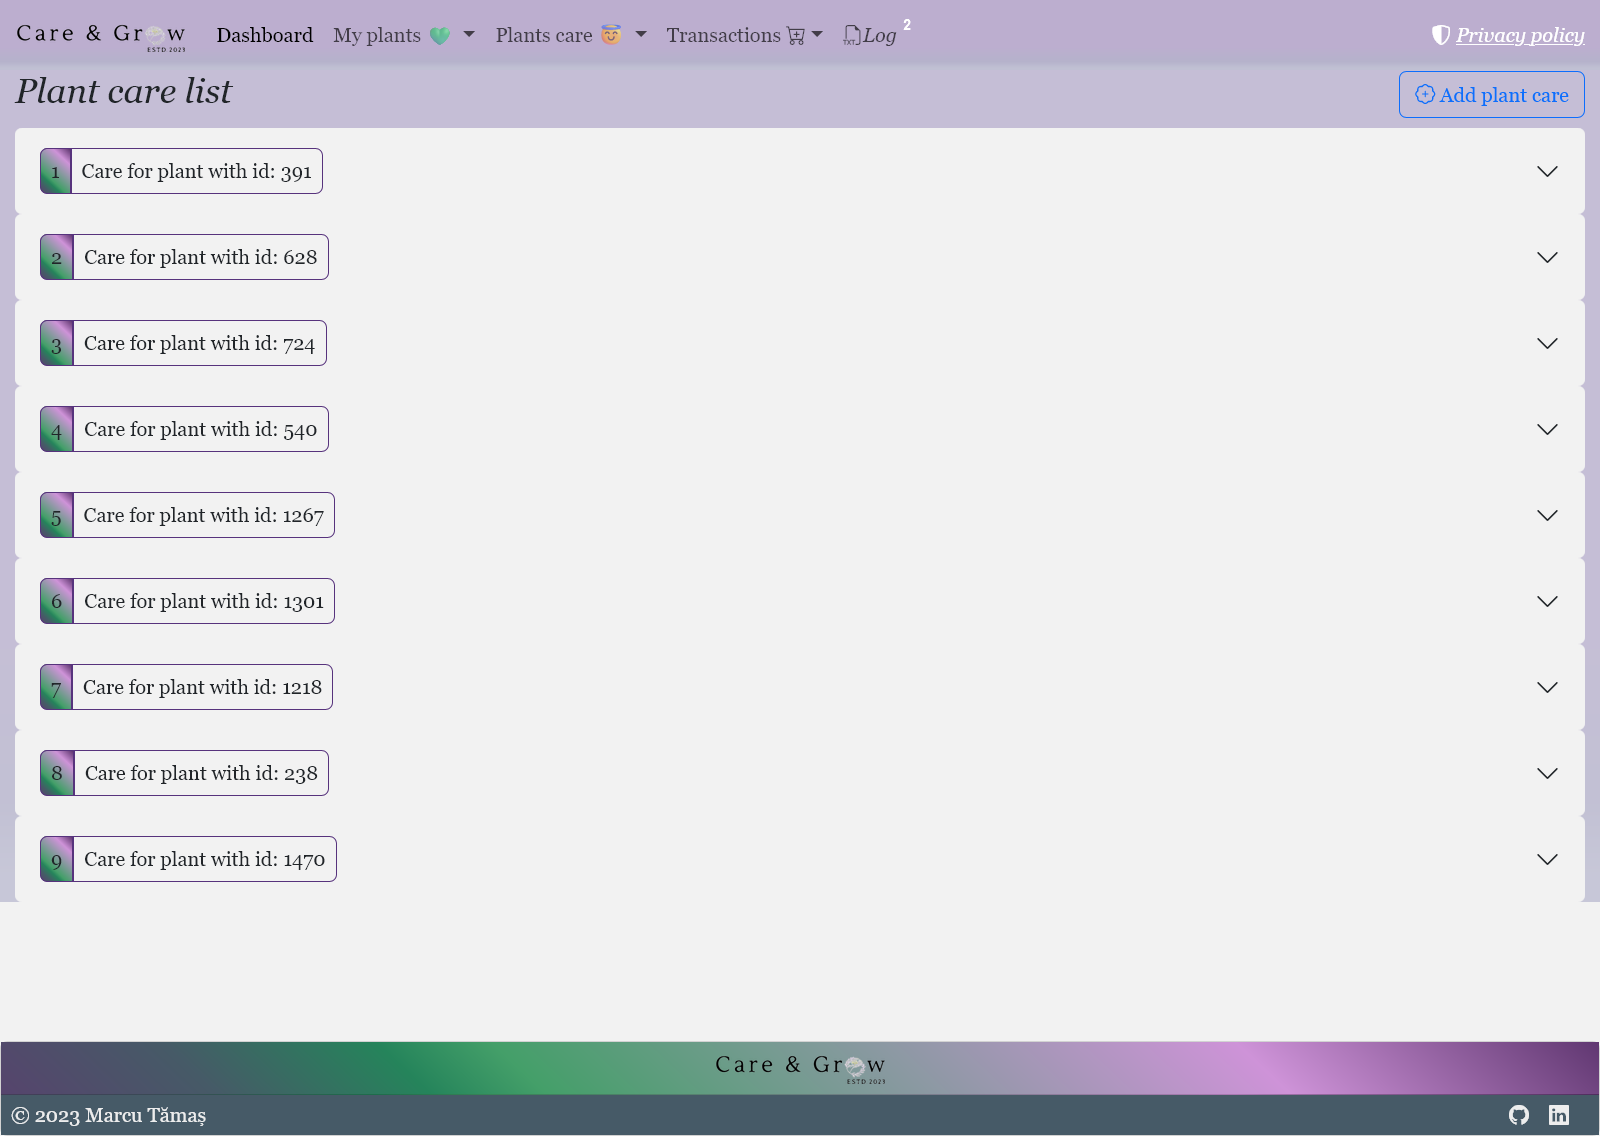 Care & Grow
ESTD 2023
Dashboard My plants 💚 Plants care 😇 Transactions Log 2
TXT
Privacy policy
Plant care list
Add plant care
1 Care for plant with id: 391
2 Care for plant with id: 628
3 Care for plant with id: 724
4 Care for plant with id: 540
5 Care for plant with id: 1267
6 Care for plant with id: 1301
7 Care for plant with id: 1218
8 Care for plant with id: 238
9 Care for plant with id: 1470
Care & Grow
ESTD 2023
© 2023 Marcu Tămaș
in